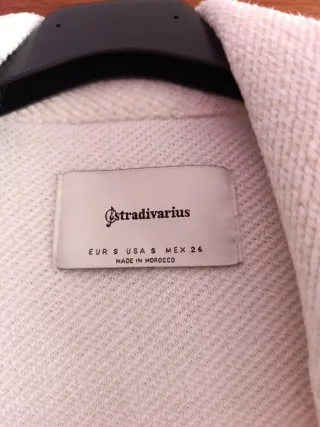 stradivarius
EUR S USA S MEX 26
MADE IN MOROCCO